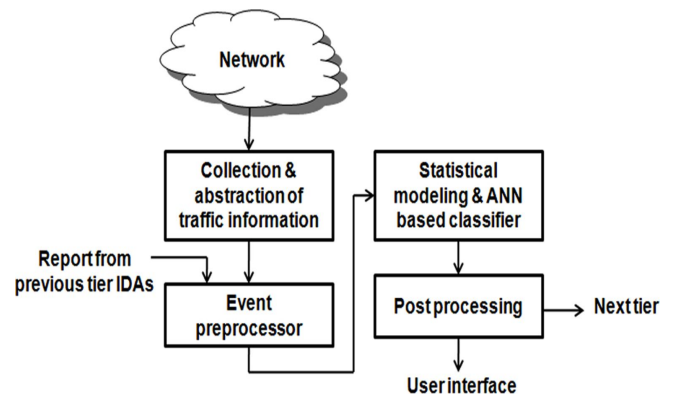 Network
Collection &
abstraction of
traffic information
Report from
previous tier IDAs
Event
preprocessor
Statistical
modeling & ANN
based classifier
Post processing
Next tier
User interface